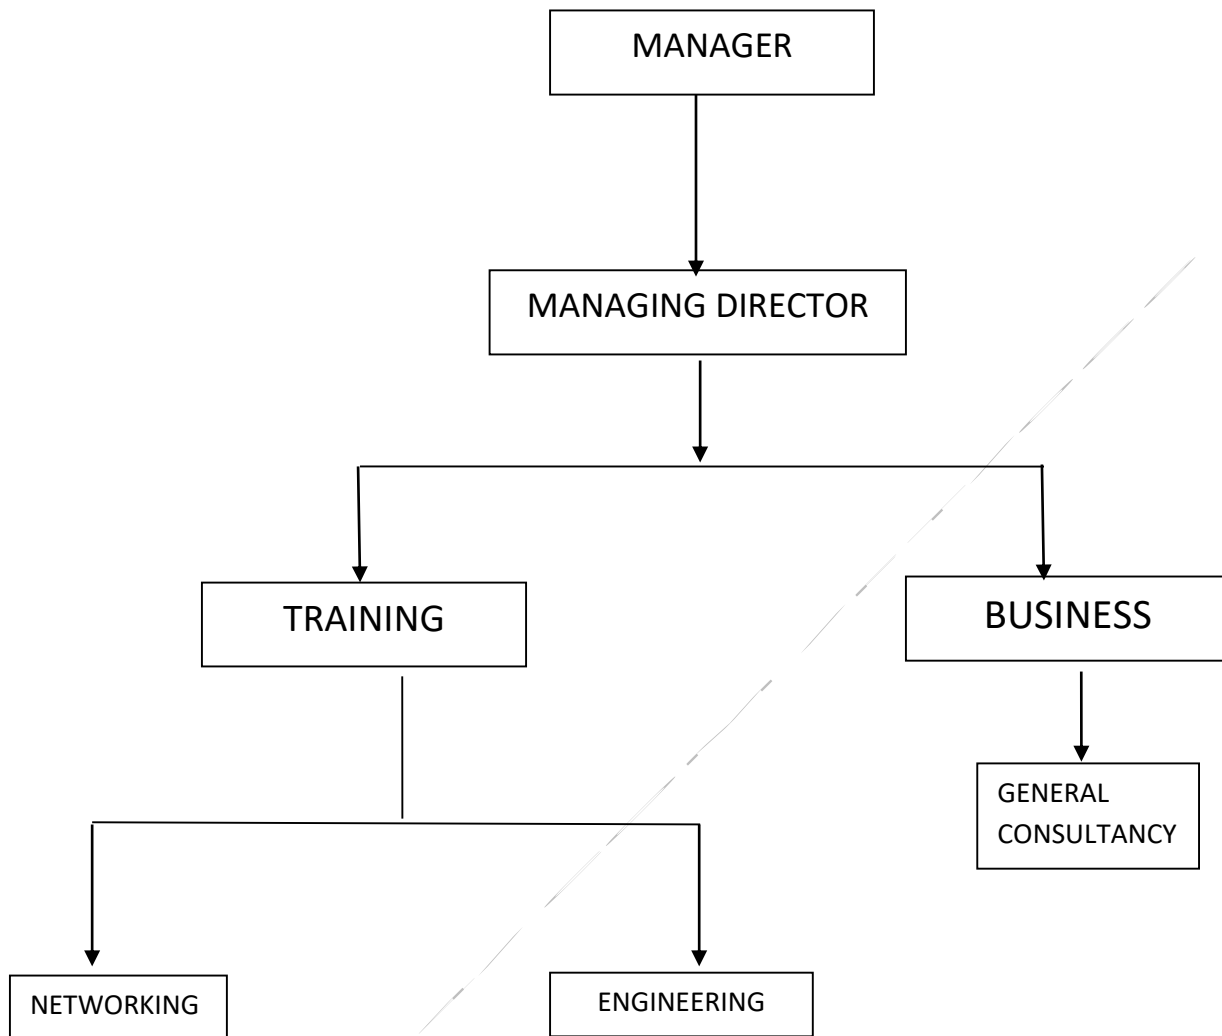 MANAGER
MANAGING DIRECTOR
TRAINING
BUSINESS
GENERAL
CONSULTANCY
NETWORKING
ENGINEERING